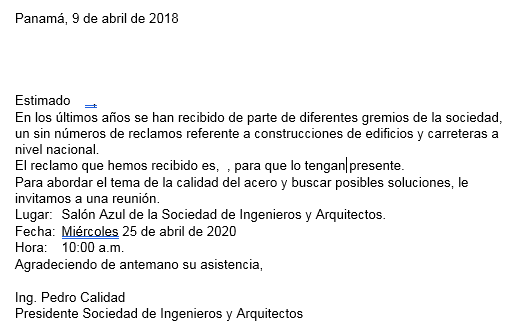 Panamá, 9 de abril de 2018
Estimado
En los últimos años se han recibido de parte de diferentes gremios de la sociedad,
un sin números de reclamos referente a construcciones de edificios y carreteras a
nivel nacional.
El reclamo que hemos recibido es,  , para que lo tengan presente.
Para abordar el tema de la calidad del acero y buscar posibles soluciones, le
invitamos a una reunión.
Lugar:  Salón Azul de la Sociedad de Ingenieros y Arquitectos.
Fecha: Miércoles 25 de abril de 2020
Hora:   10:00 a.m.
Agradeciendo de antemano su asistencia,
Ing. Pedro Calidad
Presidente Sociedad de Ingenieros y Arquitectos